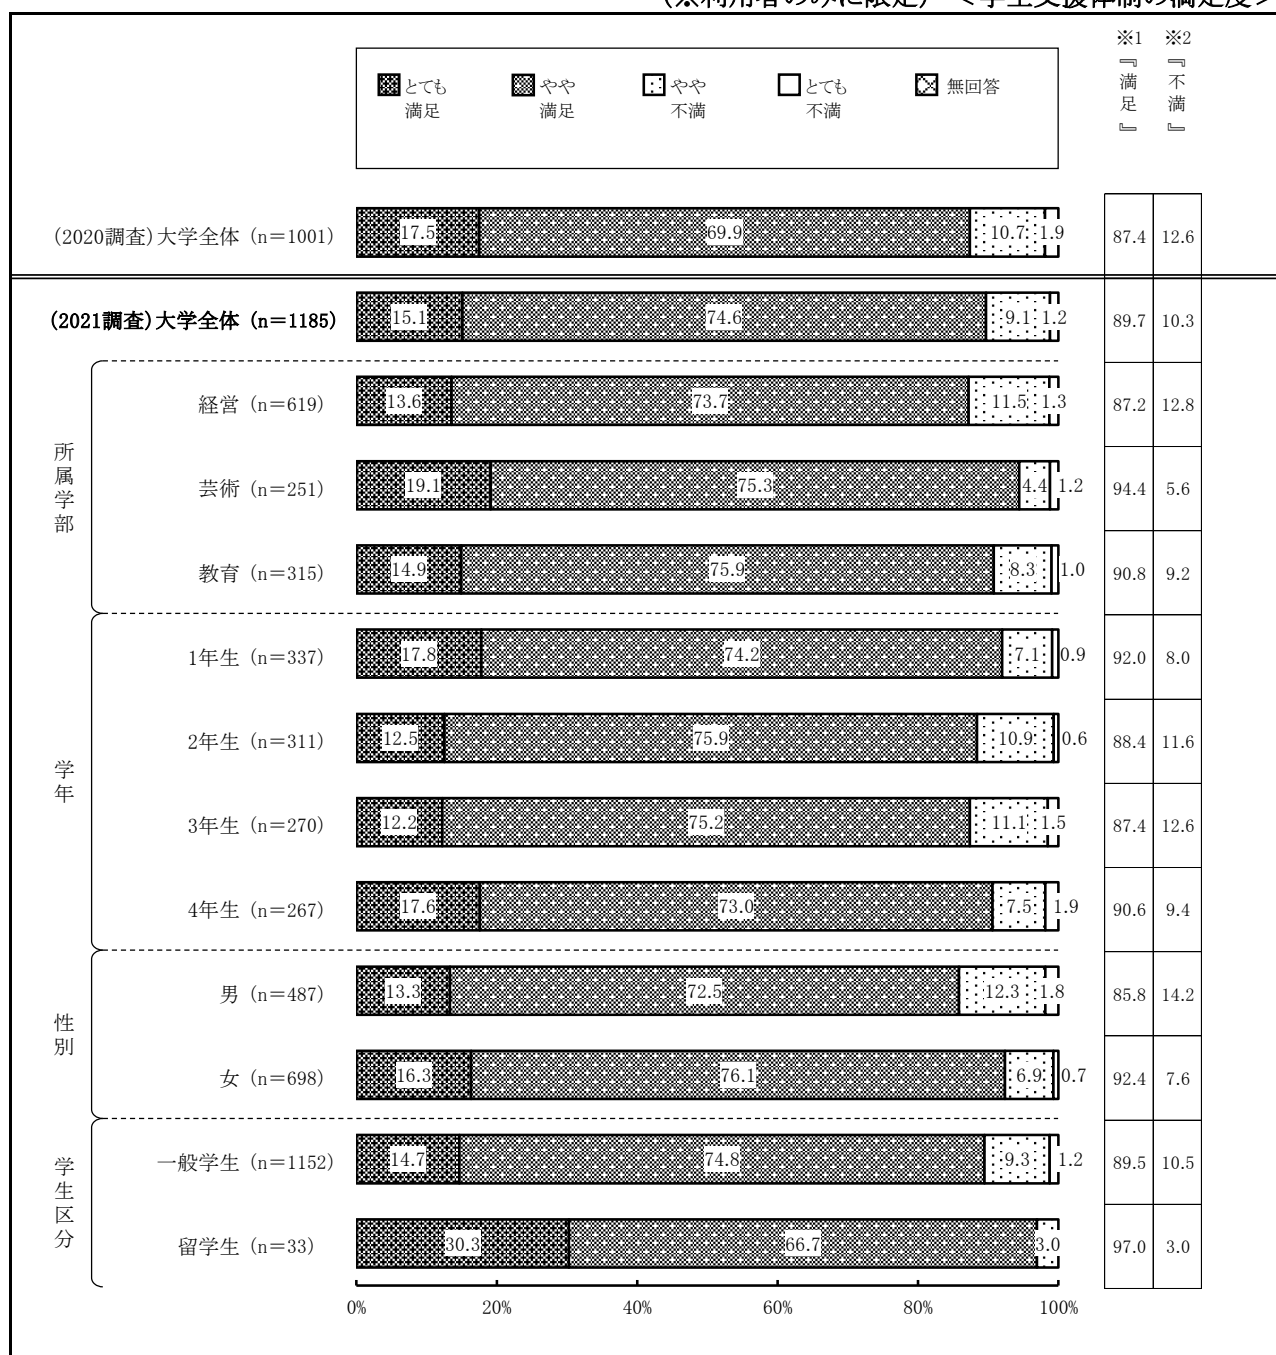 (※利用者のみに限定) <学生支援体制の満足度>
※1 ※2
『満足』 『不満』
とても満足 やや満足 やや不満 とても不満 無回答
(2020調査)大学全体 (n=1001) 17.5 69.9 10.7 1.9 87.4 12.6
(2021調査)大学全体 (n=1185) 15.1 74.6 9.1 1.2 89.7 10.3
所属学部
経営 (n=619) 13.6 73.7 11.5 1.3 87.2 12.8
芸術 (n=251) 19.1 75.3 4.4 1.2 94.4 5.6
教育 (n=315) 14.9 75.9 8.3 1.0 90.8 9.2
学年
1年生 (n=337) 17.8 74.2 7.1 0.9 92.0 8.0
2年生 (n=311) 12.5 75.9 10.9 0.6 88.4 11.6
3年生 (n=270) 12.2 75.2 11.1 1.5 87.4 12.6
4年生 (n=267) 17.6 73.0 7.5 1.9 90.6 9.4
性別
男 (n=487) 13.3 72.5 12.3 1.8 85.8 14.2
女 (n=698) 16.3 76.1 6.9 0.7 92.4 7.6
学生区分
一般学生 (n=1152) 14.7 74.8 9.3 1.2 89.5 10.5
留学生 (n=33) 30.3 66.7 3.0 97.0 3.0
0% 20% 40% 60% 80% 100%